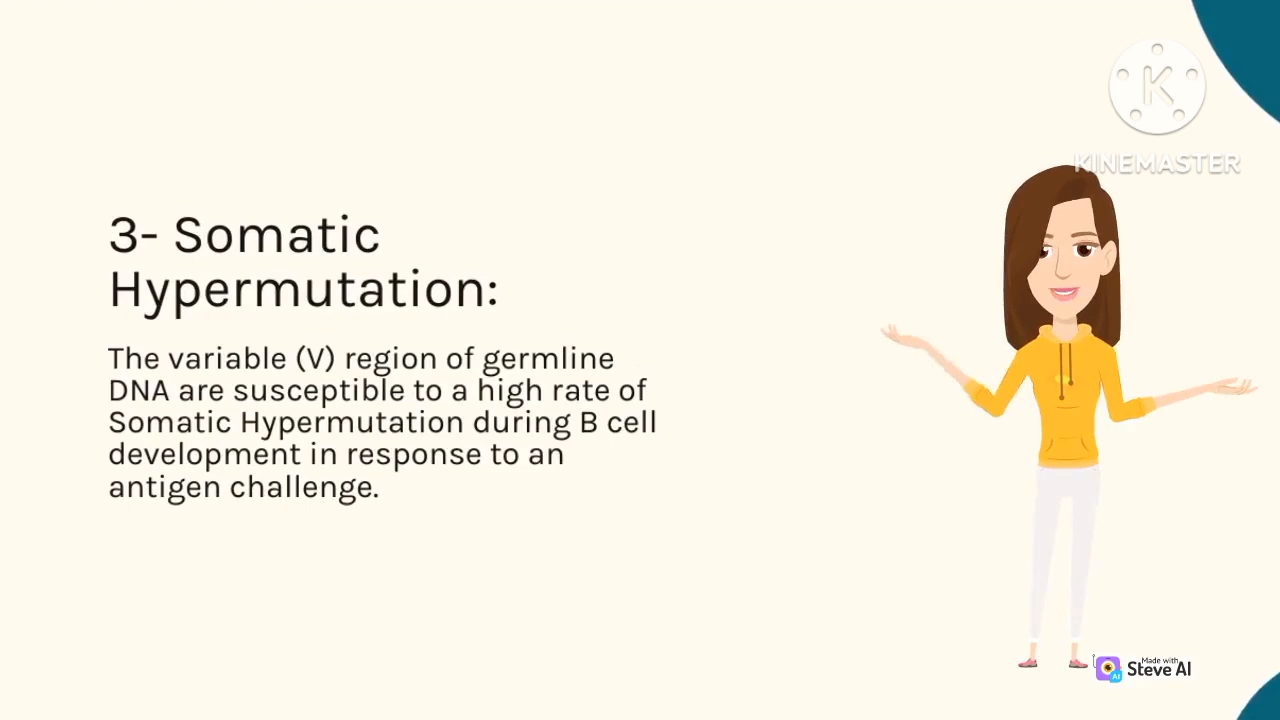 K
KINEMASTER
3- Somatic
Hypermutation:
The variable (V) region of germline
DNA are susceptible to a high rate of
Somatic Hypermutation during B cell
development in response to an
antigen challenge.
Made with
AI
Steve AI